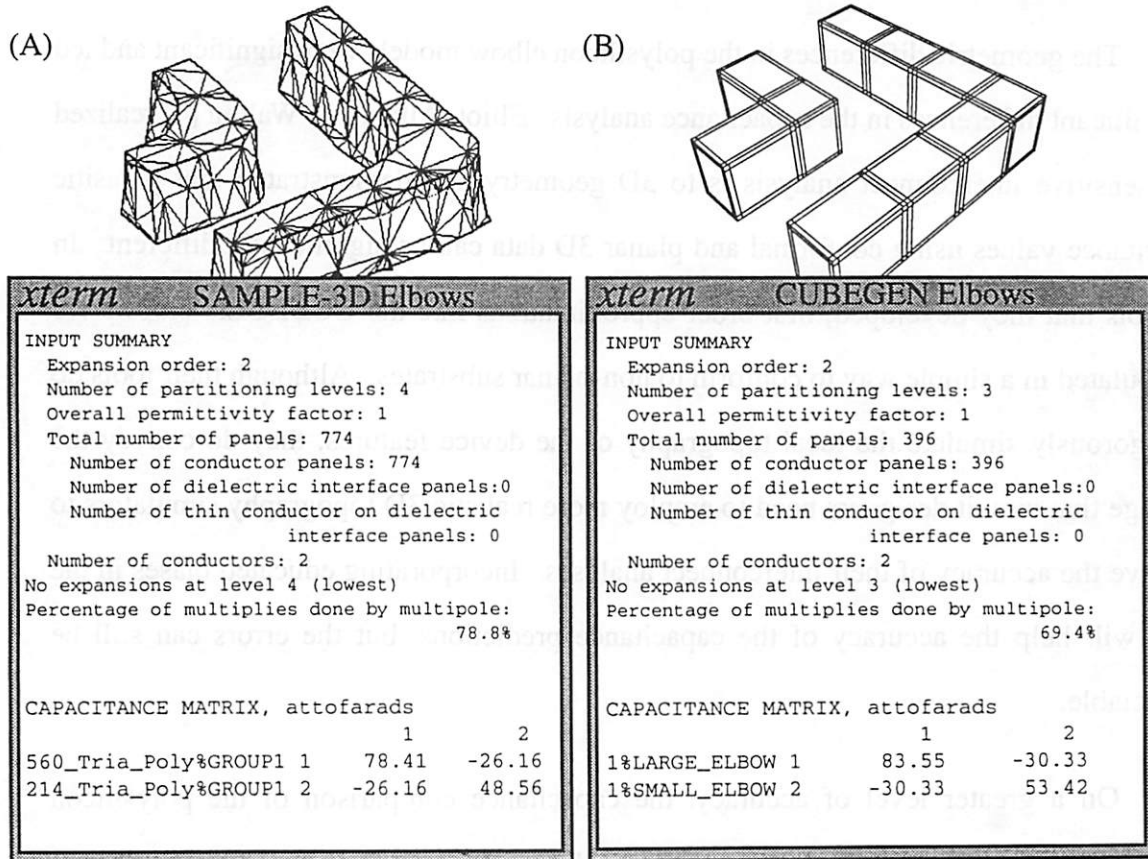 (A)
(B)
xterm SAMPLE-3D Elbows
INPUT SUMMARY
Expansion order: 2
Number of partitioning levels: 4
Overall permittivity factor: 1
Total number of panels: 774
Number of conductor panels: 774
Number of dielectric interface panels:0
Number of thin conductor on dielectric
interface panels: 0
Number of conductors: 2
No expansions at level 4 (lowest)
Percentage of multiplies done by multipole:
78.8%
CAPACITANCE MATRIX, attofarads
1 2
560_Tria_Poly%GROUP1 1 78.41 -26.16
214_Tria_Poly%GROUP1 2 -26.16 48.56
xterm CUBEGEN Elbows
INPUT SUMMARY
Expansion order: 2
Number of partitioning levels: 3
Overall permittivity factor: 1
Total number of panels: 396
Number of conductor panels: 396
Number of dielectric interface panels:0
Number of thin conductor on dielectric
interface panels: 0
Number of conductors: 2
No expansions at level 3 (lowest)
Percentage of multiplies done by multipole:
69.4%
CAPACITANCE MATRIX, attofarads
1 2
1%LARGE_ELBOW 1 83.55 -30.33
1%SMALL_ELBOW 2 -30.33 53.42